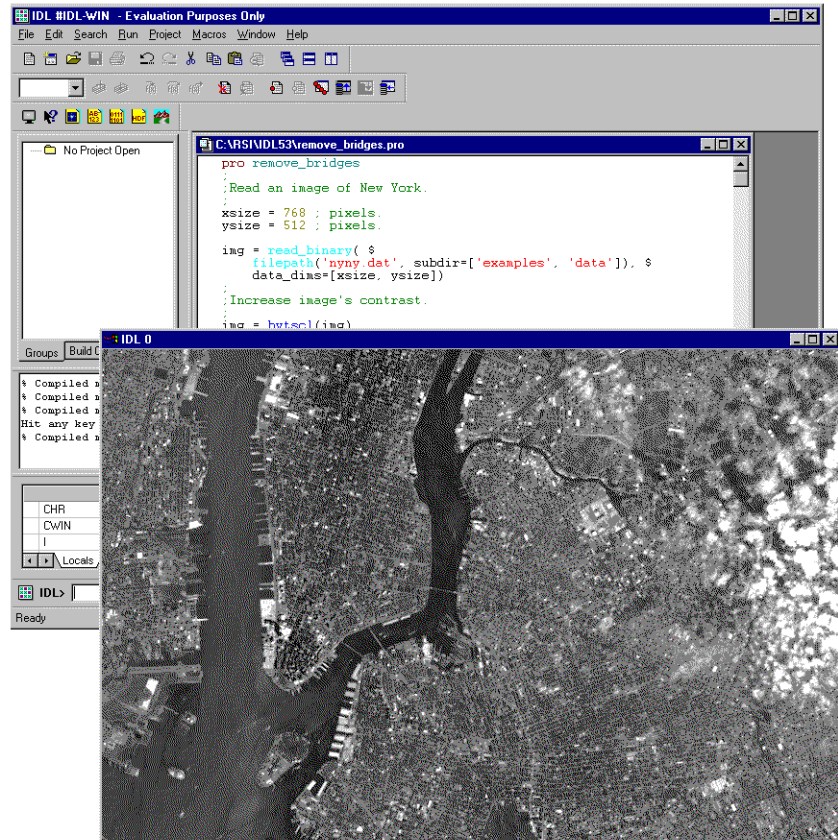 IDL #IDL-WIN - Evaluation Purposes Only
File Edit Search Run Project Macros Window Help
No Project Open
C:\RSI\IDL53\remove_bridges.pro
pro remove_bridges
;
;Read an image of New York.
;
xsize = 768 ; pixels.
ysize = 512 ; pixels.
img = read_binary( $
filepath('nyny.dat', subdir=['examples', 'data']), $
data_dims=[xsize, ysize])
;
;Increase image's contrast.
;
img = bytscl(img)
Groups Build
IDL 0
% Compiled
% Compiled
% Compiled
Hit any key
% Compiled
CHR
CWIN
I
Locals
IDL>
Ready